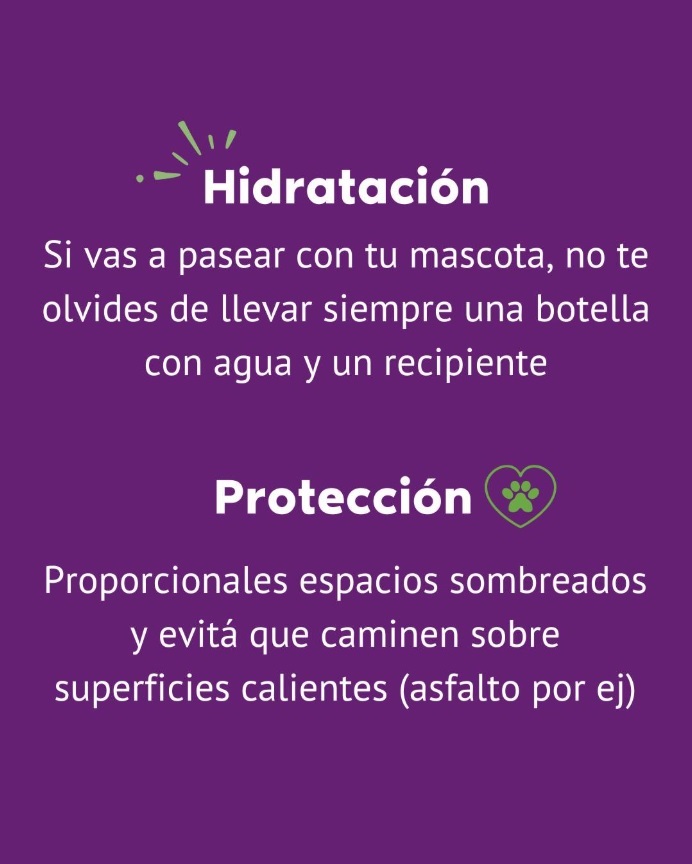 Hidratación
Si vas a pasear con tu mascota, no te
olvides de llevar siempre una botella
con agua y un recipiente
Protección
Proporcionales espacios sombreados
y evitá que caminen sobre
superficies calientes (asfalto por ej)